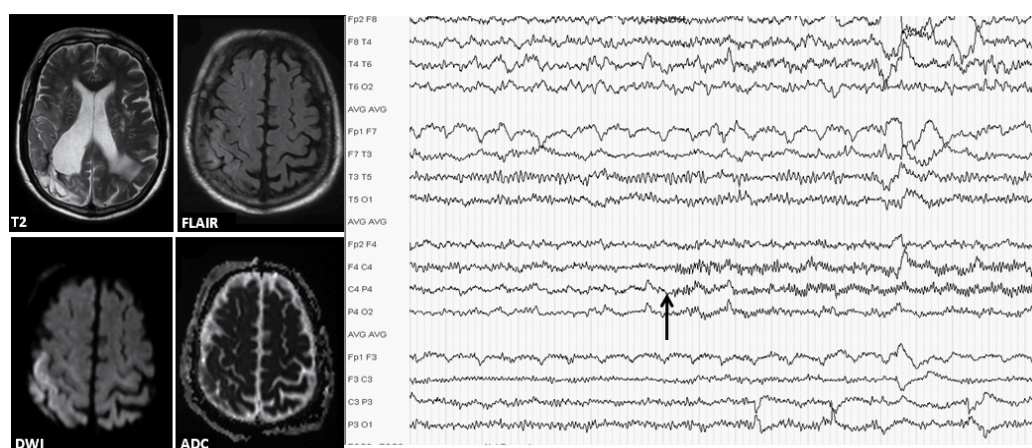 T2
FLAIR
DWI
ADC
Fp2 F8
F8 T4
T4 T6
T6 O2
AVG AVG
Fp1 F7
F7 T3
T3 T5
T5 O1
AVG AVG
Fp2 F4
F4 C4
C4 P4
P4 O2
AVG AVG
Fp1 F3
F3 C3
C3 P3
P3 O1